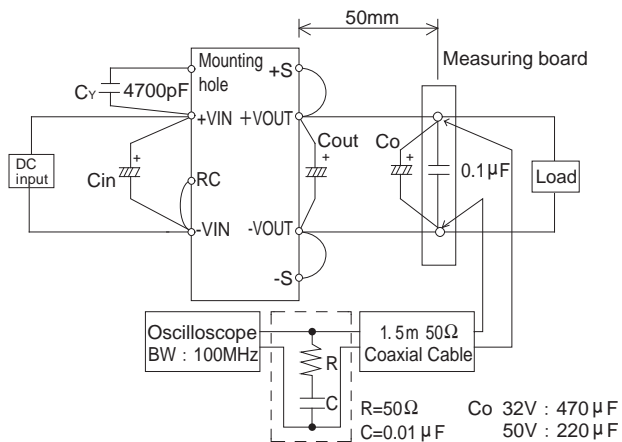 50mm
Measuring board
Mounting
hole
+S
CY 4700pF
+VIN +VOUT
Cout
Co
DC
input
Cin
RC
0.1μF
Load
-VIN -VOUT
-S
Oscilloscope
BW : 100MHz
1.5m 50Ω
Coaxial Cable
R
C
R=50Ω
C=0.01μF
Co 32V : 470μF
50V : 220μF
+
+
+